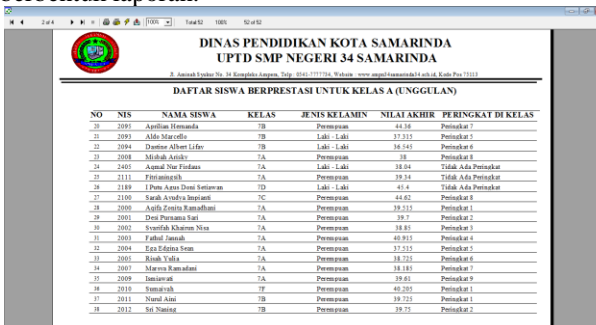 berbentuk laporan.
2 of 4 100% Total:52 100% 52 of 52
DINAS PENDIDIKAN KOTA SAMARINDA
UPTD SMP NEGERI 34 SAMARINDA
DAFTAR SISWA BERPRESTASI UNTUK KELAS A (UNGGULAN)
NO NIS NAMA SISWA KELAS JENIS KELAMIN NILAI AKHIR PERINGKAT DI KELAS
20 2095 Aprilian Hernanda 7B Perempuan 44.36 Peringkat 7
21 2093 Aldo Marcello 7B Laki - Laki 37.515 Peringkat 5
22 2094 Dantine Albert Lifav 7B Laki - Laki 36.545 Peringkat 6
23 2008 Misbah Arisky 7A Perempuan 38 Peringkat 8
24 2405 Aqmal Nur Firdaus 7A Laki - Laki 38.04 Tidak Ada Peringkat
25 2111 Fitrianingsih 7A Perempuan 39.54 Tidak Ada Peringkat
26 2189 I Putu Agus Doni Setiawan 7D Laki - Laki 45.4 Tidak Ada Peringkat
27 2100 Sarah Ayudya Impianti 7C Perempuan 44.62 Peringkat 8
28 2000 Aqifa Zonita Ramadhani 7A Perempuan 39.515 Peringkat 1
29 2001 Desi Purnama Sari 7A Perempuan 39.7 Peringkat 2
30 2002 Syarifah Khairun Nisa 7A Perempuan 38.85 Peringkat 3
31 2003 Fathul Jannah 7A Perempuan 40.915 Peringkat 4
32 2004 Ega Edgina Sean 7A Perempuan 37.515 Peringkat 5
33 2005 Risah Yulia 7A Perempuan 38.725 Peringkat 6
34 2007 Marsya Ramadani 7A Perempuan 38.185 Peringkat 7
35 2009 Ismiawati 7A Perempuan 39.61 Peringkat 9
36 2010 Sumaiyah 7F Perempuan 40.205 Peringkat 1
37 2011 Nurul Aini 7B Perempuan 39.725 Peringkat 1
38 2012 Sri Naning 7B Perempuan 39.75 Peringkat 2